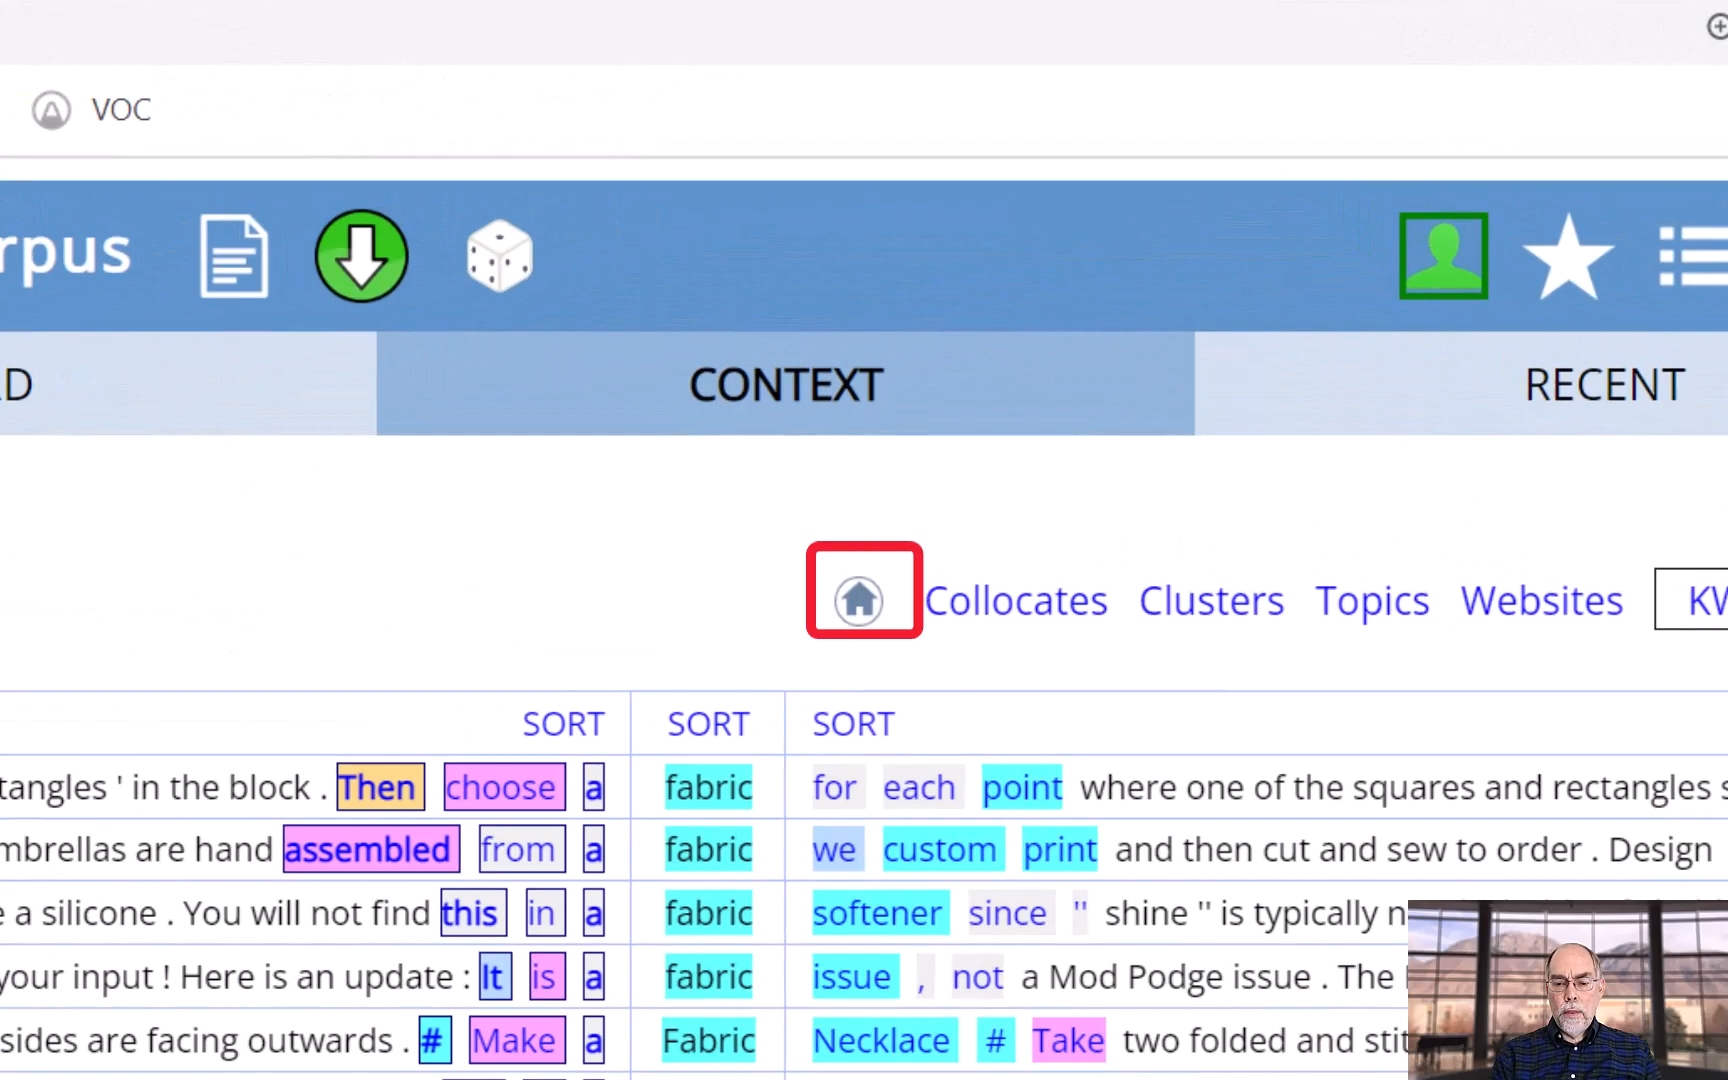 VOC
rpus
CONTEXT
RECENT
Collocates Clusters Topics Websites
SORT SORT SORT
tangles ' in the block . Then choose a fabric for each point where one of the squares and rectangles s
mbrellas are hand assembled from a fabric we custom print and then cut and sew to order . Design
e a silicone . You will not find this in a fabric softener since " shine " is typically n
your input ! Here is an update : It is a fabric issue , not a Mod Podge issue . The
sides are facing outwards . # Make a Fabric Necklace # Take two folded and stit